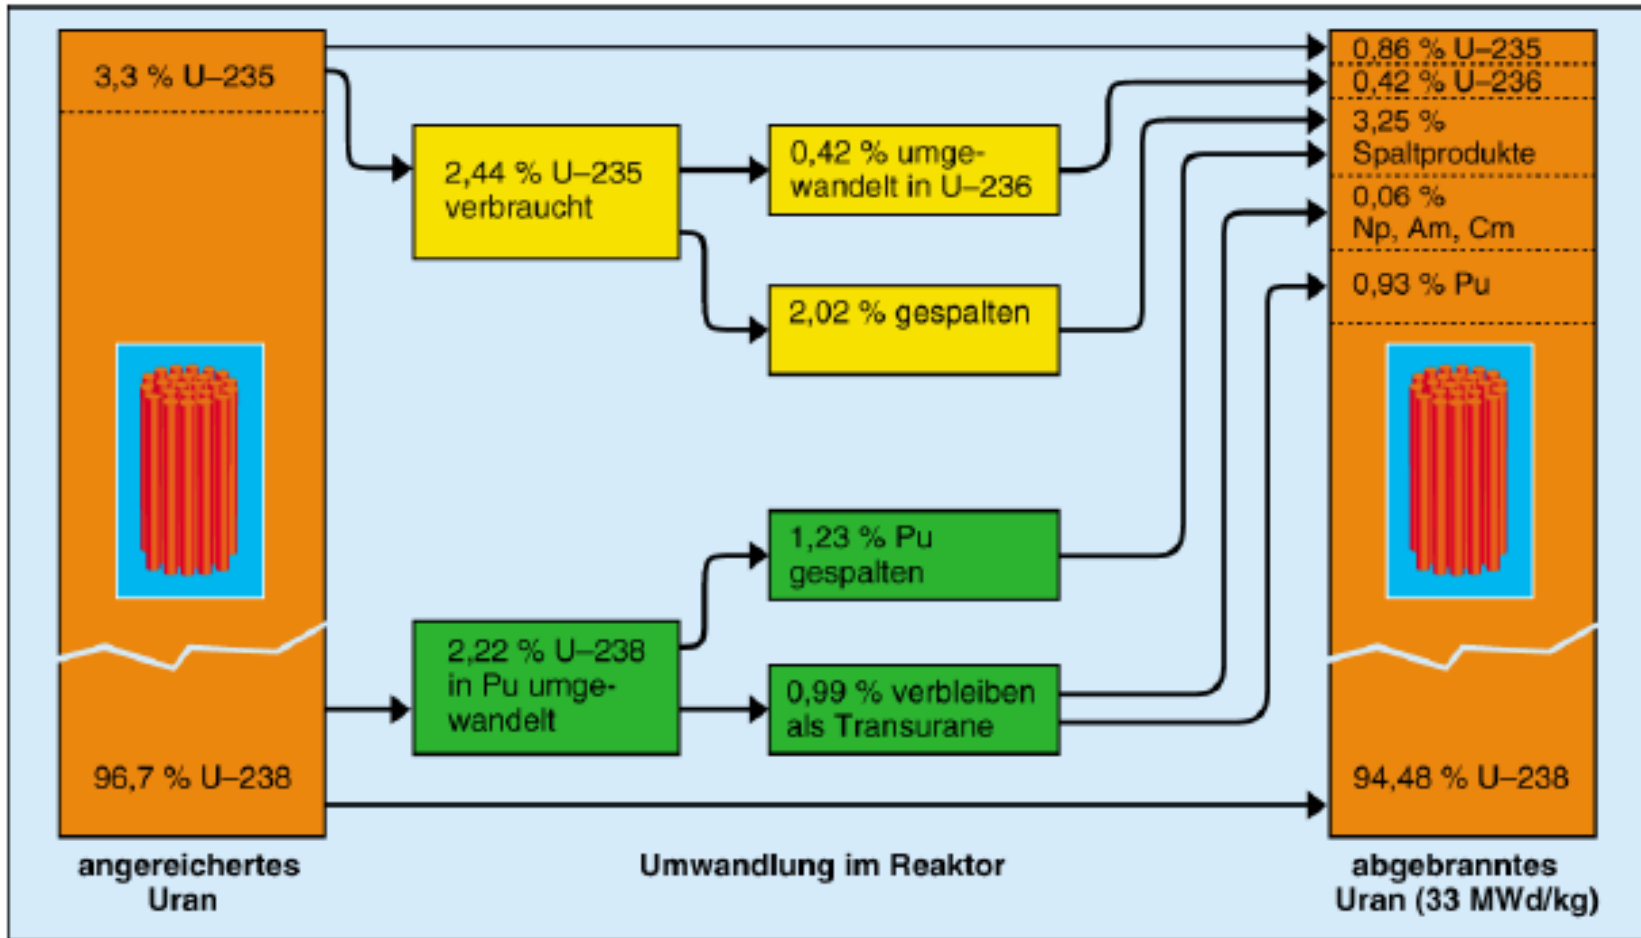 3,3 % U–235
96,7 % U–238
angereichertes
Uran
2,44 % U–235
verbraucht
0,42 % umge-
wandelt in U–236
2,02 % gespalten
2,22 % U–238
in Pu umge-
wandelt
1,23 % Pu
gespalten
0,99 % verbleiben
als Transurane
Umwandlung im Reaktor
0,86 % U–235
0,42 % U–236
3,25 %
Spaltprodukte
0,06 %
Np, Am, Cm
0,93 % Pu
94,48 % U–238
abgebranntes
Uran (33 MWd/kg)